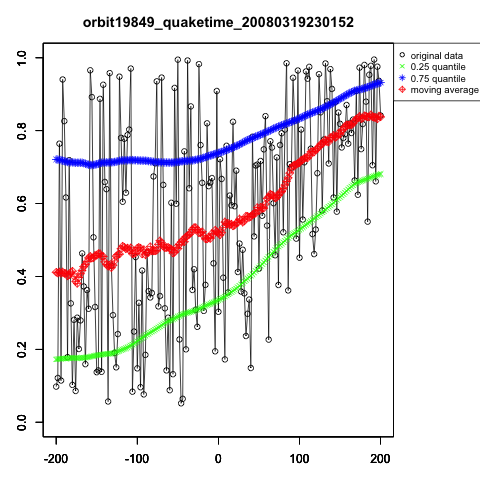 orbit19849_quaketime_20080319230152
original data
0.25 quantile
0.75 quantile
moving average
1.0
0.8
0.6
0.4
0.2
0.0
-200
-100
0
100
200